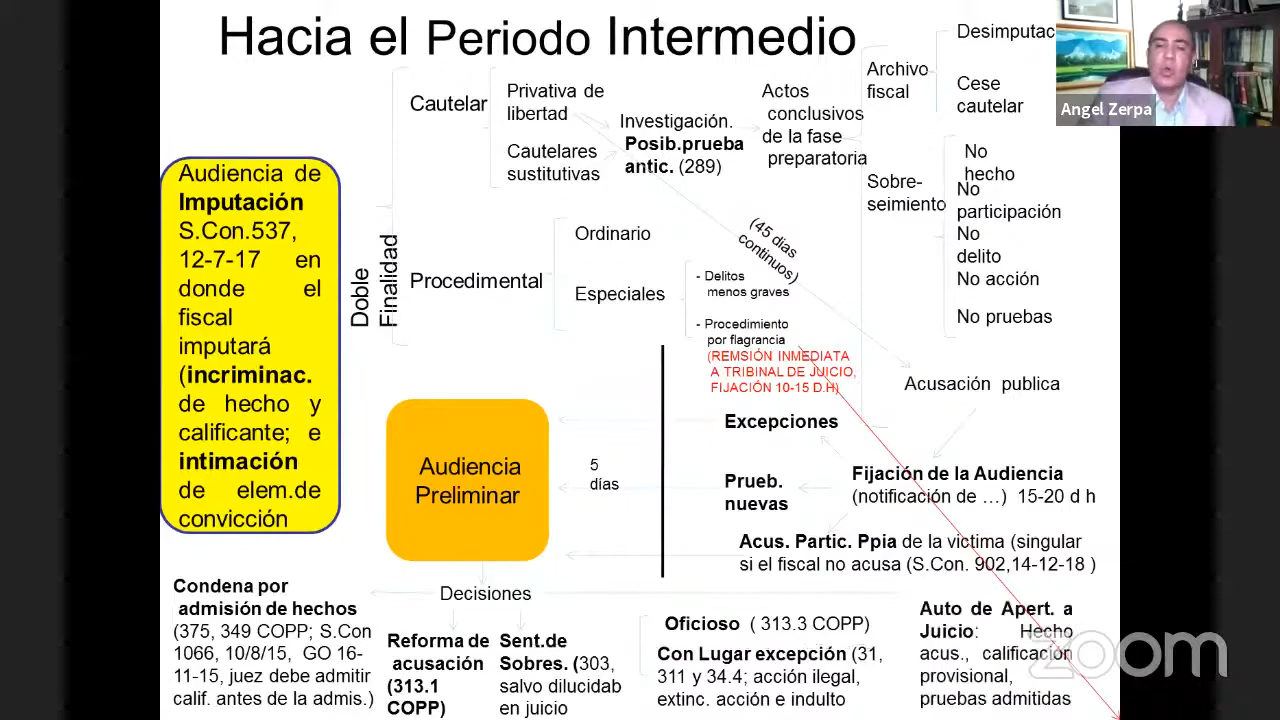 Hacia el Periodo Intermedio
Angel Zerpa
Audiencia de
Imputación
S.Con.537,
12-7-17 en
donde el
fiscal
imputará
(incriminac.
de hecho y
calificante; e
intimación
de elem.de
convicción
Doble
Finalidad
Cautelar
Privativa de
libertad
Cautelares
sustitutivas
Investigación.
Posib.prueba
antic. (289)
Actos
conclusivos
de la fase
preparatoria
Archivo
fiscal
Desimputac
Cese
cautelar
Sobre-
seimiento
No
hecho
No
participación
No
delito
No acción
No pruebas
Procedimental
Ordinario
Especiales
- Delitos
menos graves
- Procedimiento
por flagrancia
(REMSIÓN INMEDIATA
A TRIBINAL DE JUICIO,
FIJACIÓN 10-15 D.H)
(45 dias
continuos)
Acusación publica
Fijación de la Audiencia
(notificación de …) 15-20 d h
Excepciones
Prueb.
nuevas
Acus. Partic. Ppia de la victima (singular
si el fiscal no acusa (S.Con. 902,14-12-18 )
5
días
Audiencia
Preliminar
Decisiones
Condena por
admisión de hechos
(375, 349 COPP; S.Con
1066, 10/8/15, GO 16-
11-15, juez debe admitir
calif. antes de la admis.)
Reforma de
acusación
(313.1
COPP)
Sent.de
Sobres. (303,
salvo dilucidab
en juicio
Oficioso ( 313.3 COPP)
Con Lugar excepción (31,
311 y 34.4; acción ilegal,
extinc. acción e indulto
Auto de Apert. a
Juicio: Hecho
acus., calificación
provisional,
pruebas admitidas
zoom